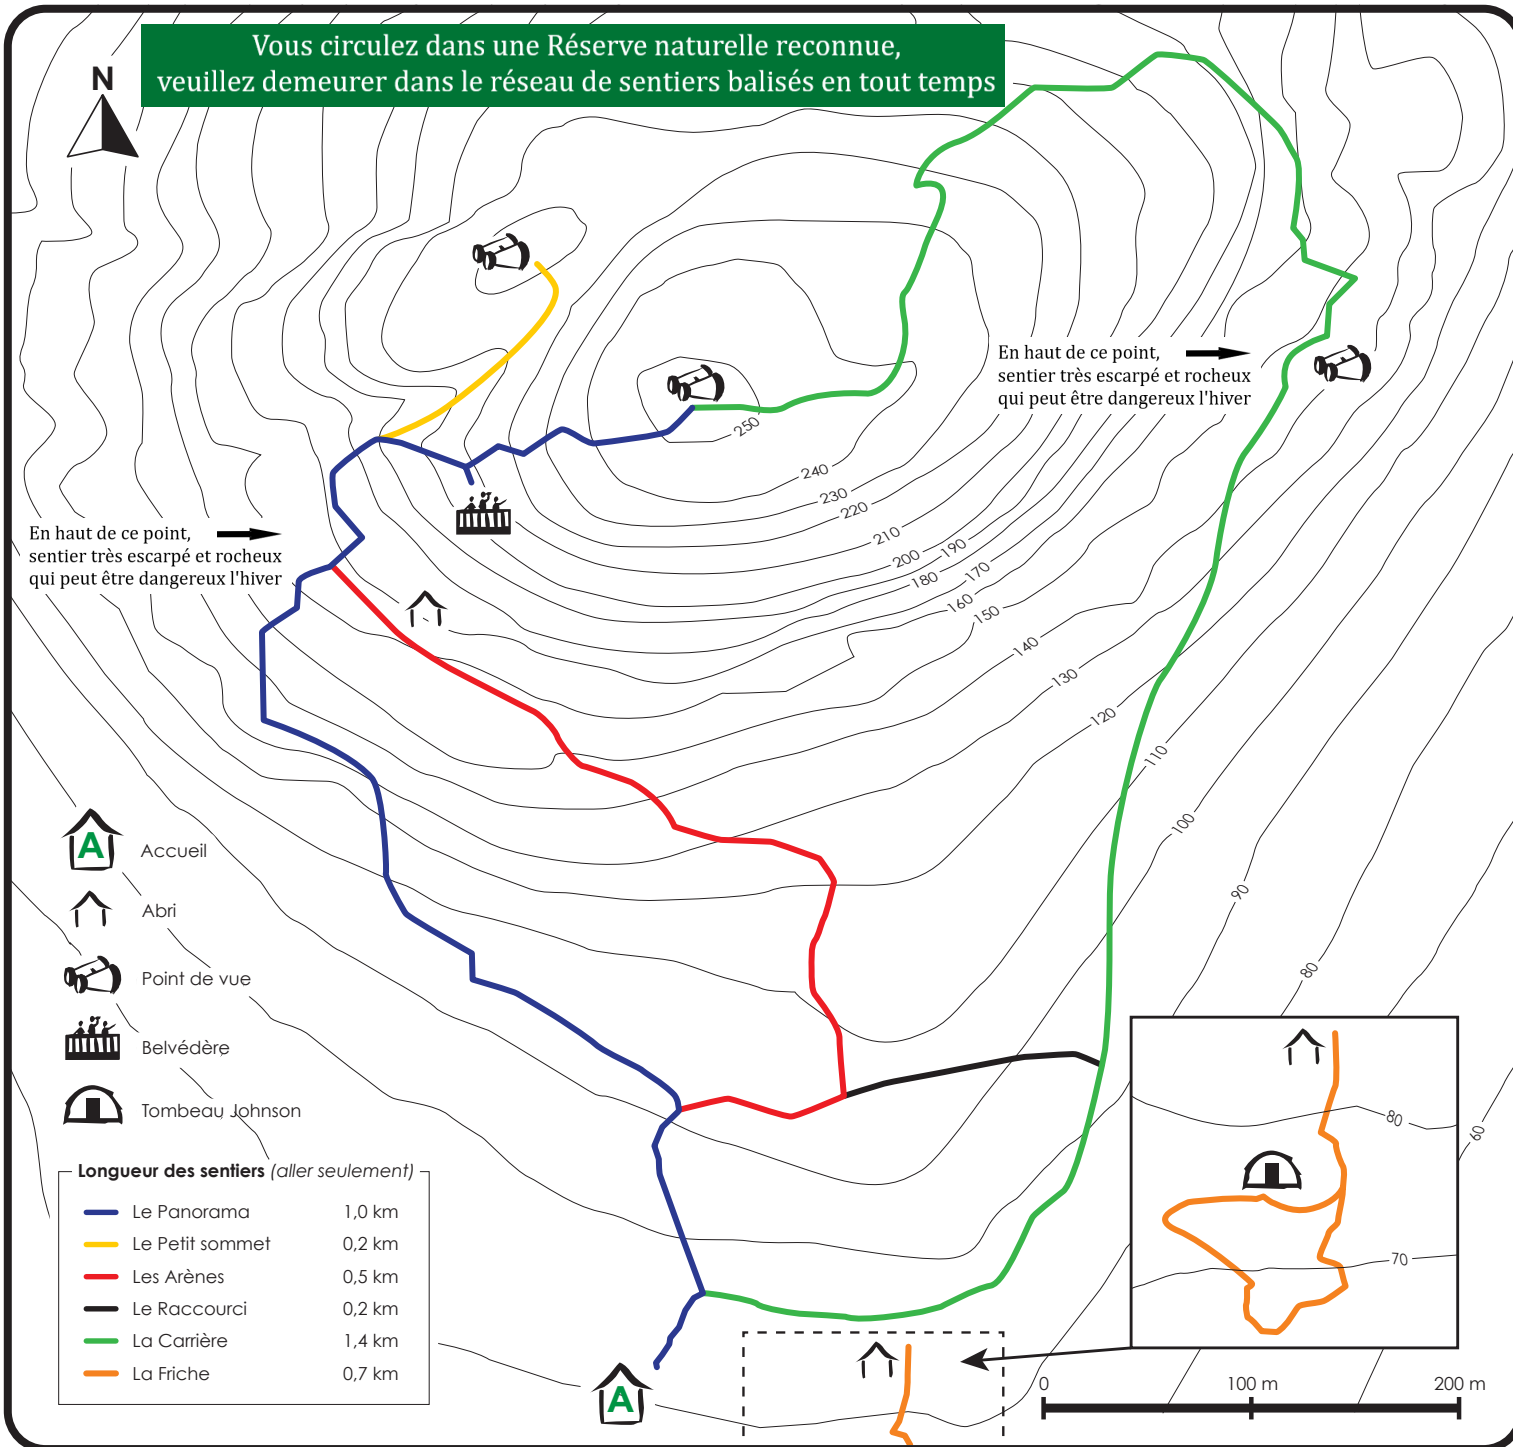 Vous circulez dans une Réserve naturelle reconnue,
veuillez demeurer dans le réseau de sentiers balisés en tout temps
N
En haut de ce point,
sentier très escarpé et rocheux
qui peut être dangereux l'hiver
250
240
230
220
210
200
190
180
170
160
150
140
130
120
110
100
90
80
60
En haut de ce point,
sentier très escarpé et rocheux
qui peut être dangereux l'hiver
A
Accueil
Abri
Point de vue
Belvédère
Tombeau Johnson
Longueur des sentiers (aller seulement)
Le Panorama 1,0 km
Le Petit sommet 0,2 km
Les Arènes 0,5 km
Le Raccourci 0,2 km
La Carrière 1,4 km
La Friche 0,7 km
A
80
70
0 100 m 200 m